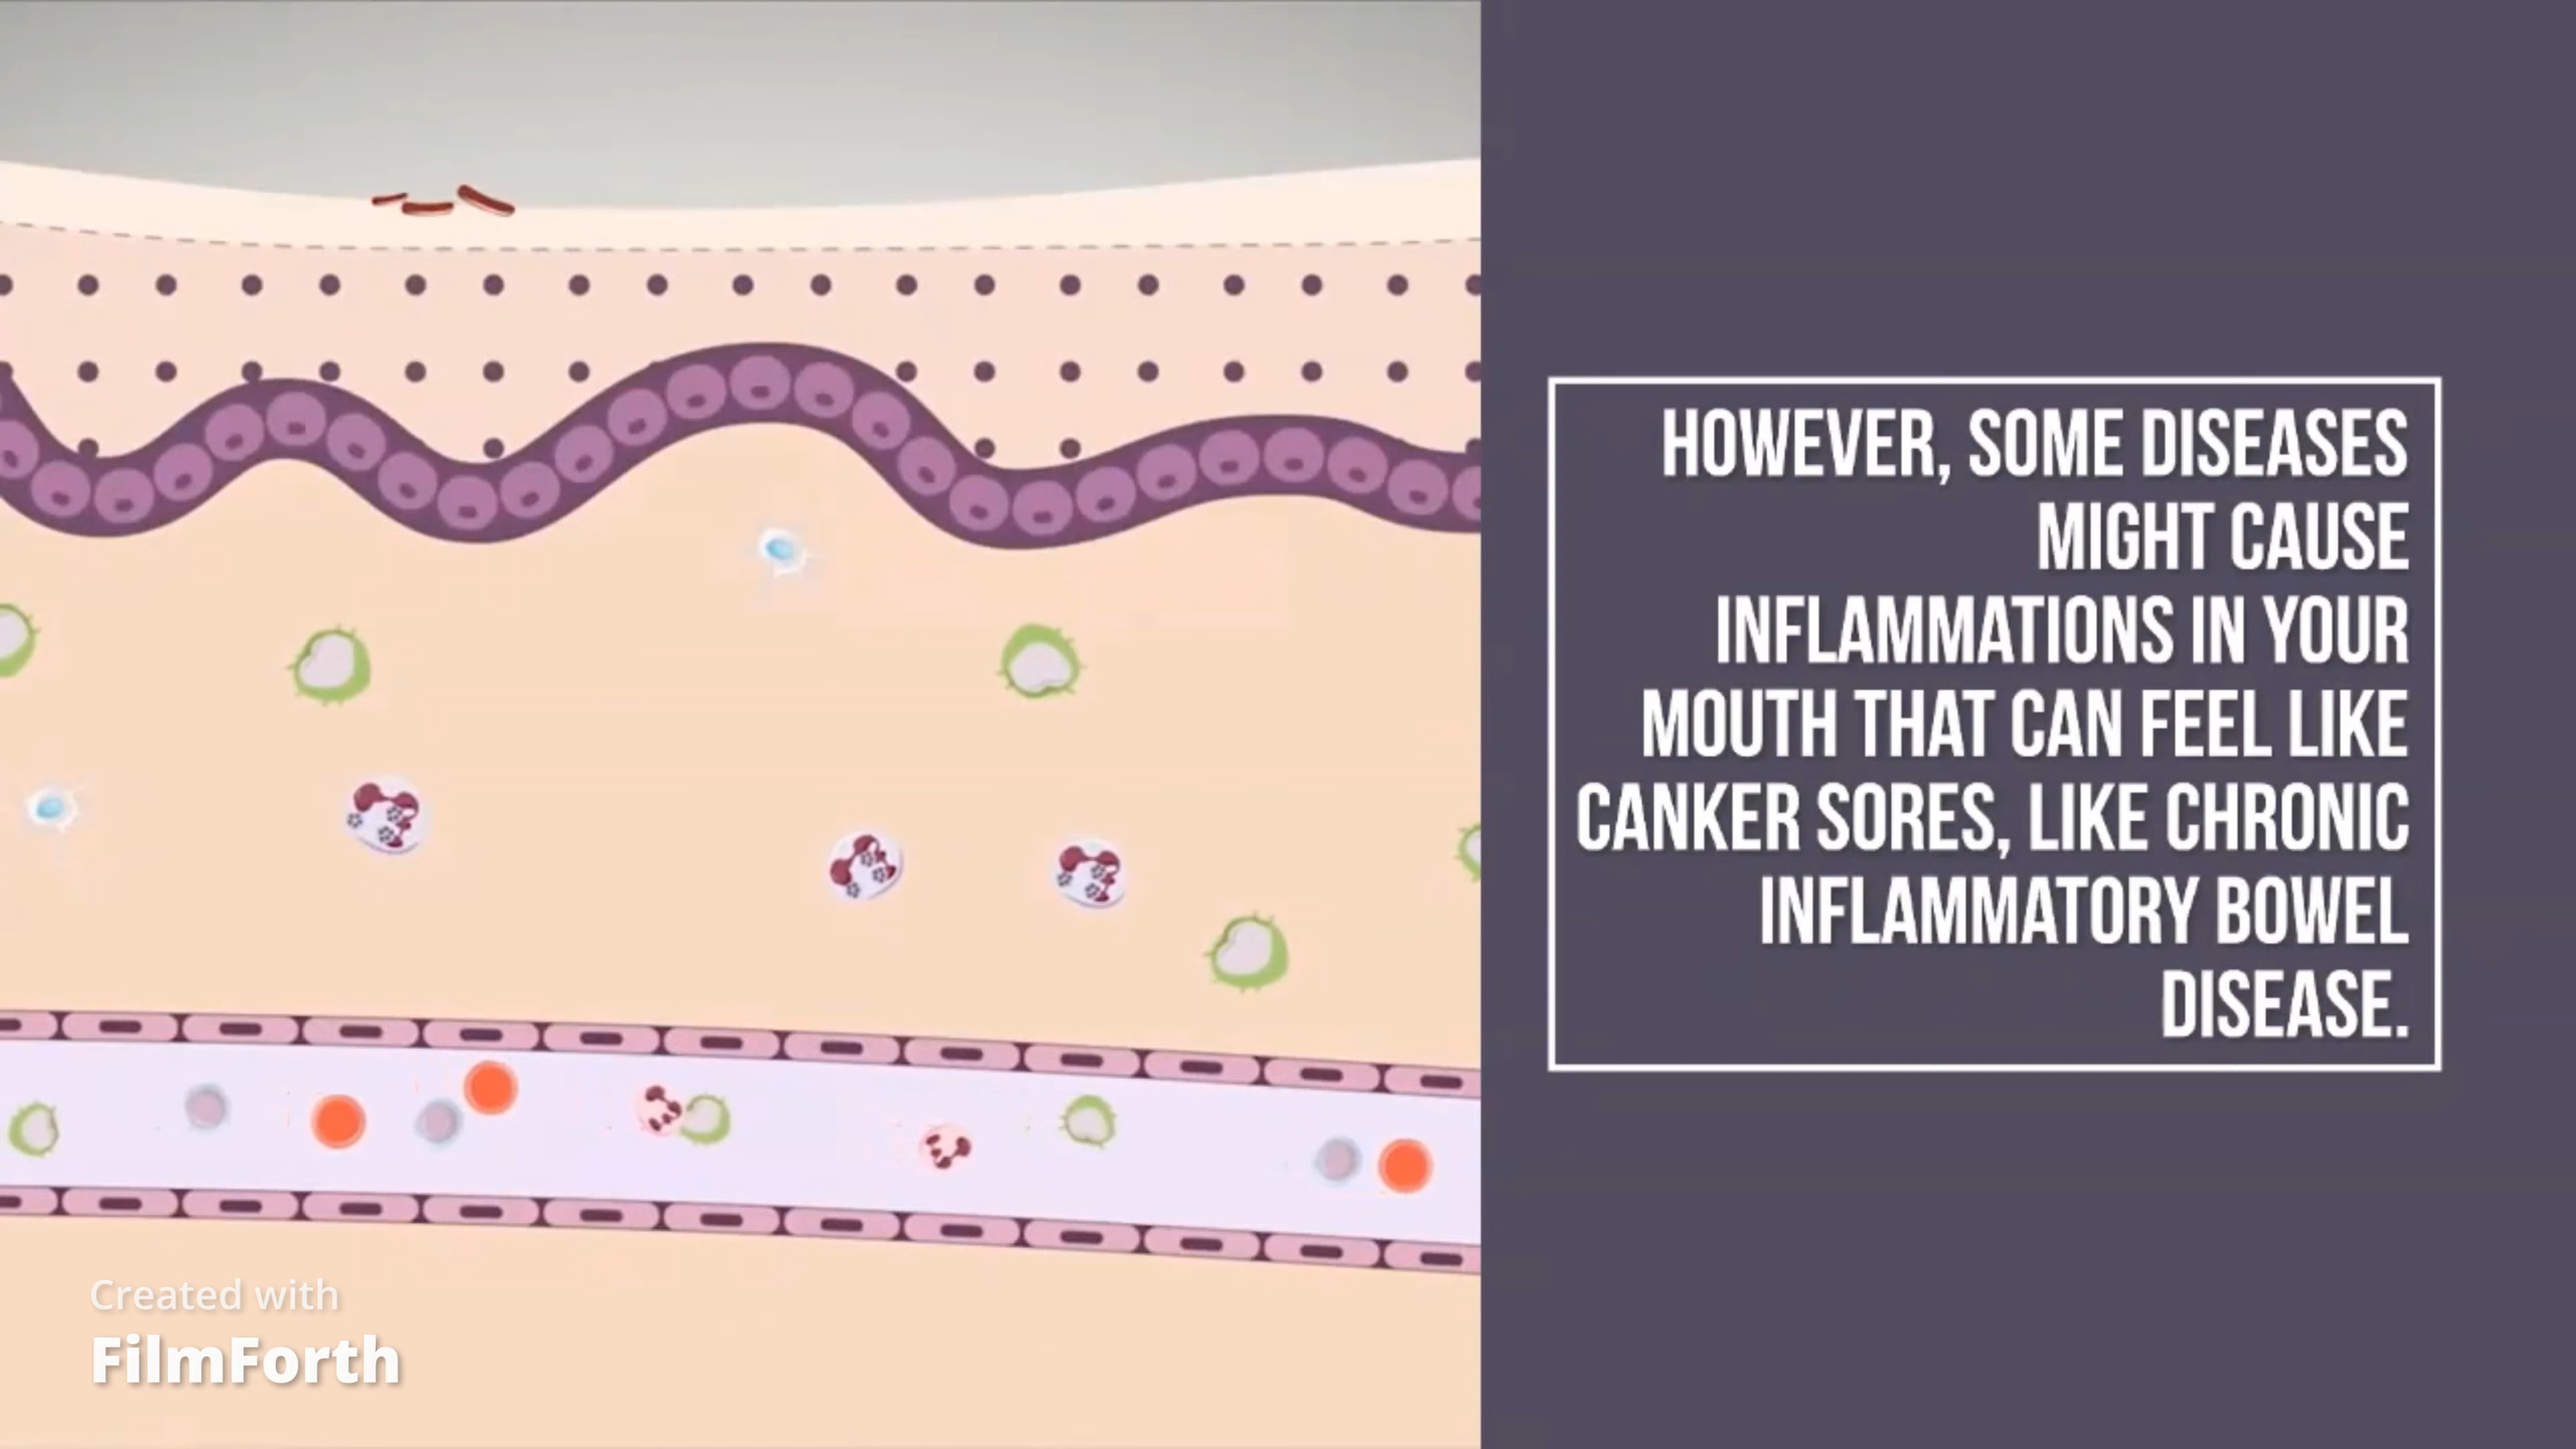 HOWEVER, SOME DISEASES
MIGHT CAUSE
INFLAMMATIONS IN YOUR
MOUTH THAT CAN FEEL LIKE
CANKER SORES, LIKE CHRONIC
INFLAMMATORY BOWEL
DISEASE.
Created with
FilmForth